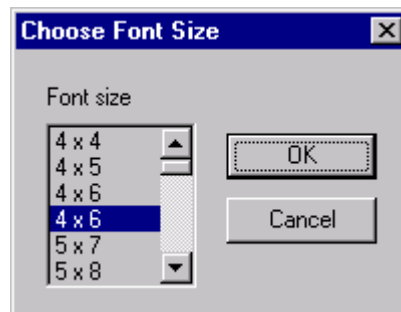 Choose Font Size
Font size
4 x 4
4 x 5
4 x 6
4 x 6
5 x 7
5 x 8
OK
Cancel